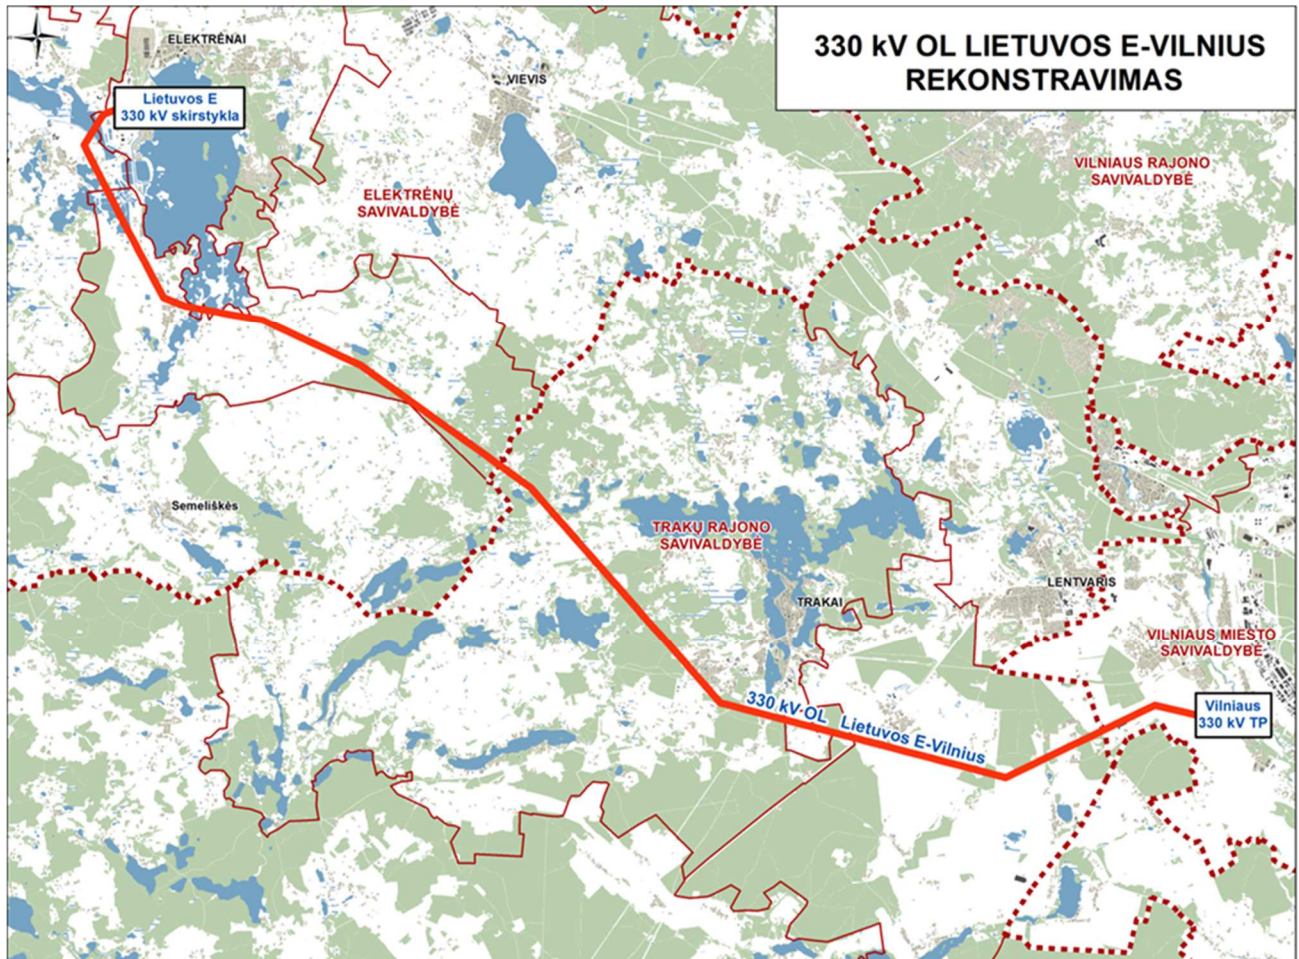 330 kV OL LIETUVOS E-VILNIUS
REKONSTRAVIMAS
ELEKTRĖNAI
VIEVIS
Lietuvos E
330 kV skirstykla
VILNIAUS RAJONO
SAVIVALDYBĖ
ELEKTRĖNŲ
SAVIVALDYBĖ
Semeliškės
TRAKŲ RAJONO
SAVIVALDYBĖ
LENTVARIS
TRAKAI
VILNIAUS MIESTO
SAVIVALDYBĖ
330 kV OL Lietuvos E-Vilnius
Vilniaus
330 kV TP